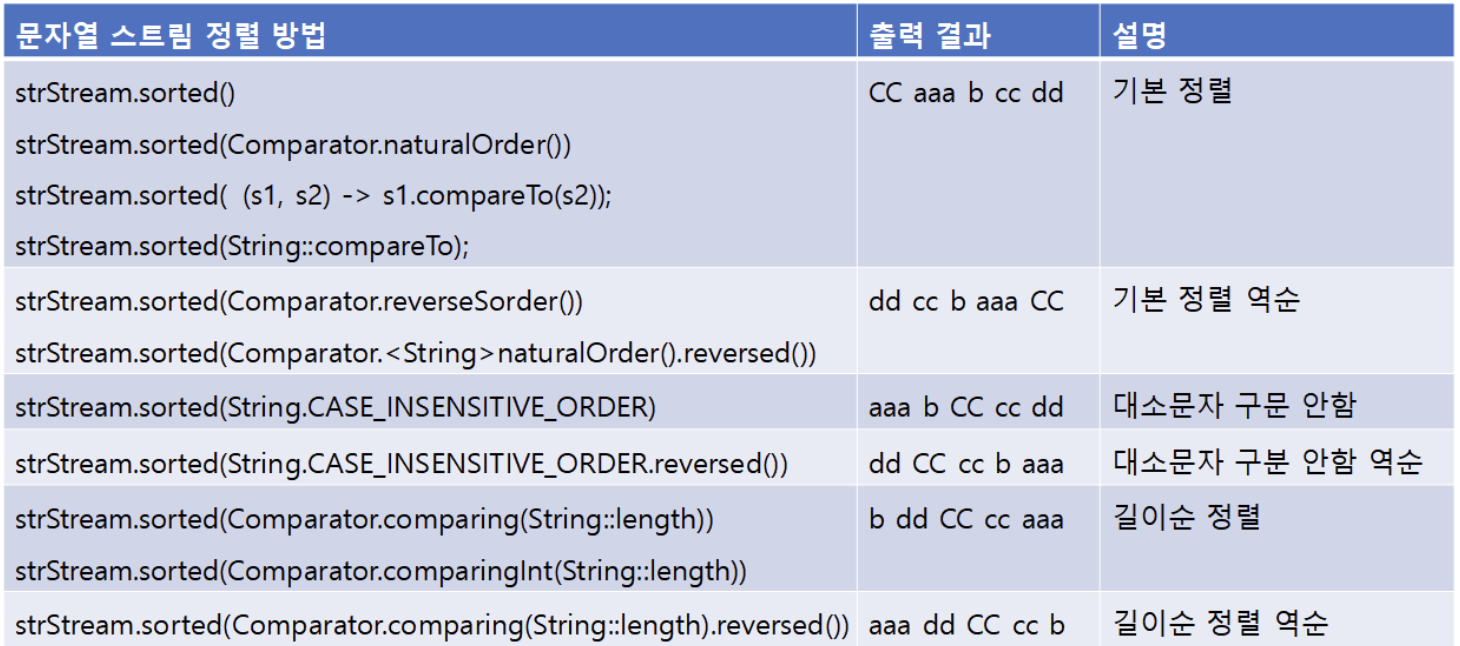 문자열 스트림 정렬 방법 출력 결과 설명
strStream.sorted() CC aaa b cc dd 기본 정렬
strStream.sorted(Comparator.naturalOrder())
strStream.sorted( (s1, s2) -> s1.compareTo(s2));
strStream.sorted(String::compareTo);
strStream.sorted(Comparator.reverseSorder()) dd cc b aaa CC 기본 정렬 역순
strStream.sorted(Comparator.<String>naturalOrder().reversed())
strStream.sorted(String.CASE_INSENSITIVE_ORDER) aaa b CC cc dd 대소문자 구문 안함
strStream.sorted(String.CASE_INSENSITIVE_ORDER.reversed()) dd CC cc b aaa 대소문자 구분 안함 역순
strStream.sorted(Comparator.comparing(String::length)) b dd CC cc aaa 길이순 정렬
strStream.sorted(Comparator.comparingInt(String::length))
strStream.sorted(Comparator.comparing(String::length).reversed()) aaa dd CC cc b 길이순 정렬 역순